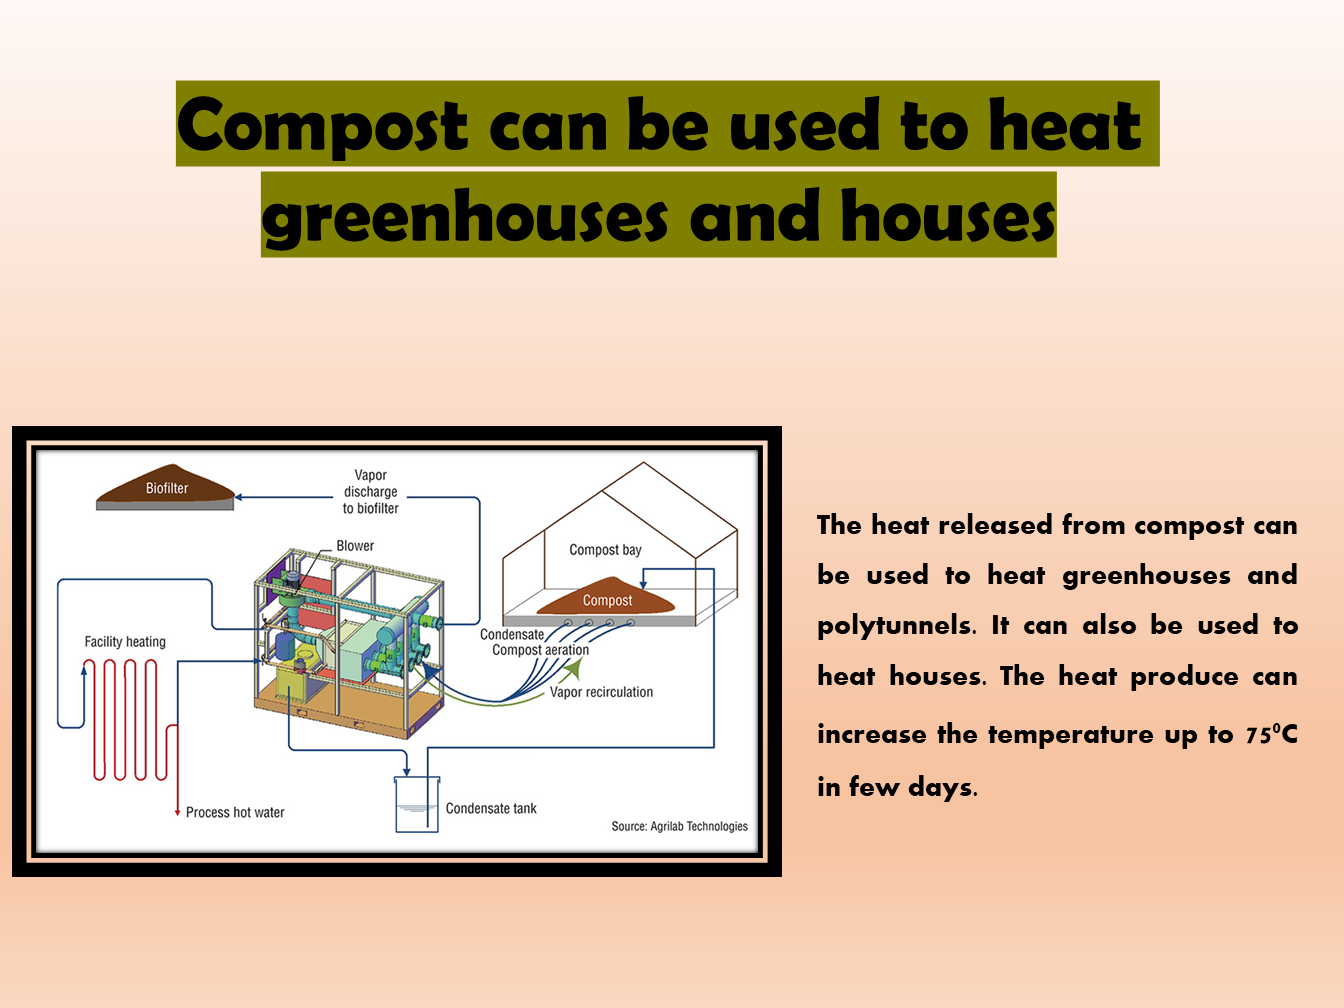 Compost can be used to heat
greenhouses and houses
Biofilter
Vapor
discharge
to biofilter
Blower
Compost bay
Compost
Condensate
Compost aeration
Facility heating
Vapor recirculation
Process hot water
Condensate tank
Source: Agrilab Technologies
The heat released from compost can
be used to heat greenhouses and
polytunnels. It can also be used to
heat houses. The heat produce can
increase the temperature up to 75⁰C
in few days.